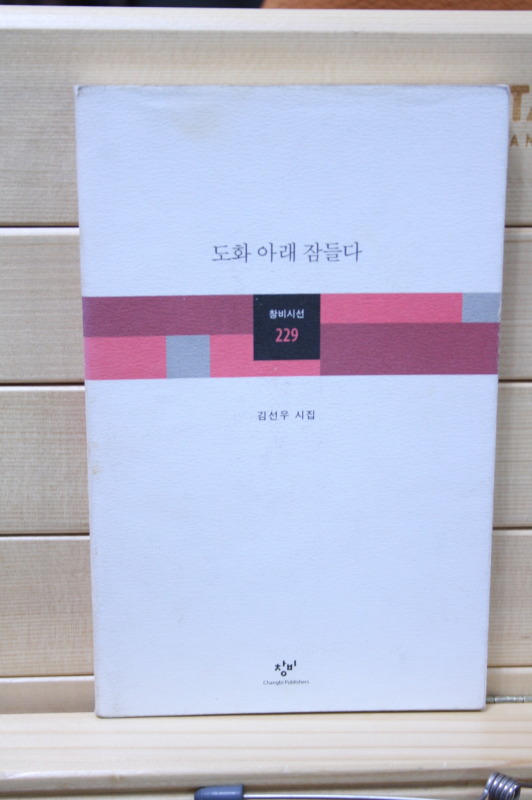 도화 아래 잠들다
창비시선
229
김선우 시집
창비
Changbi Publishers